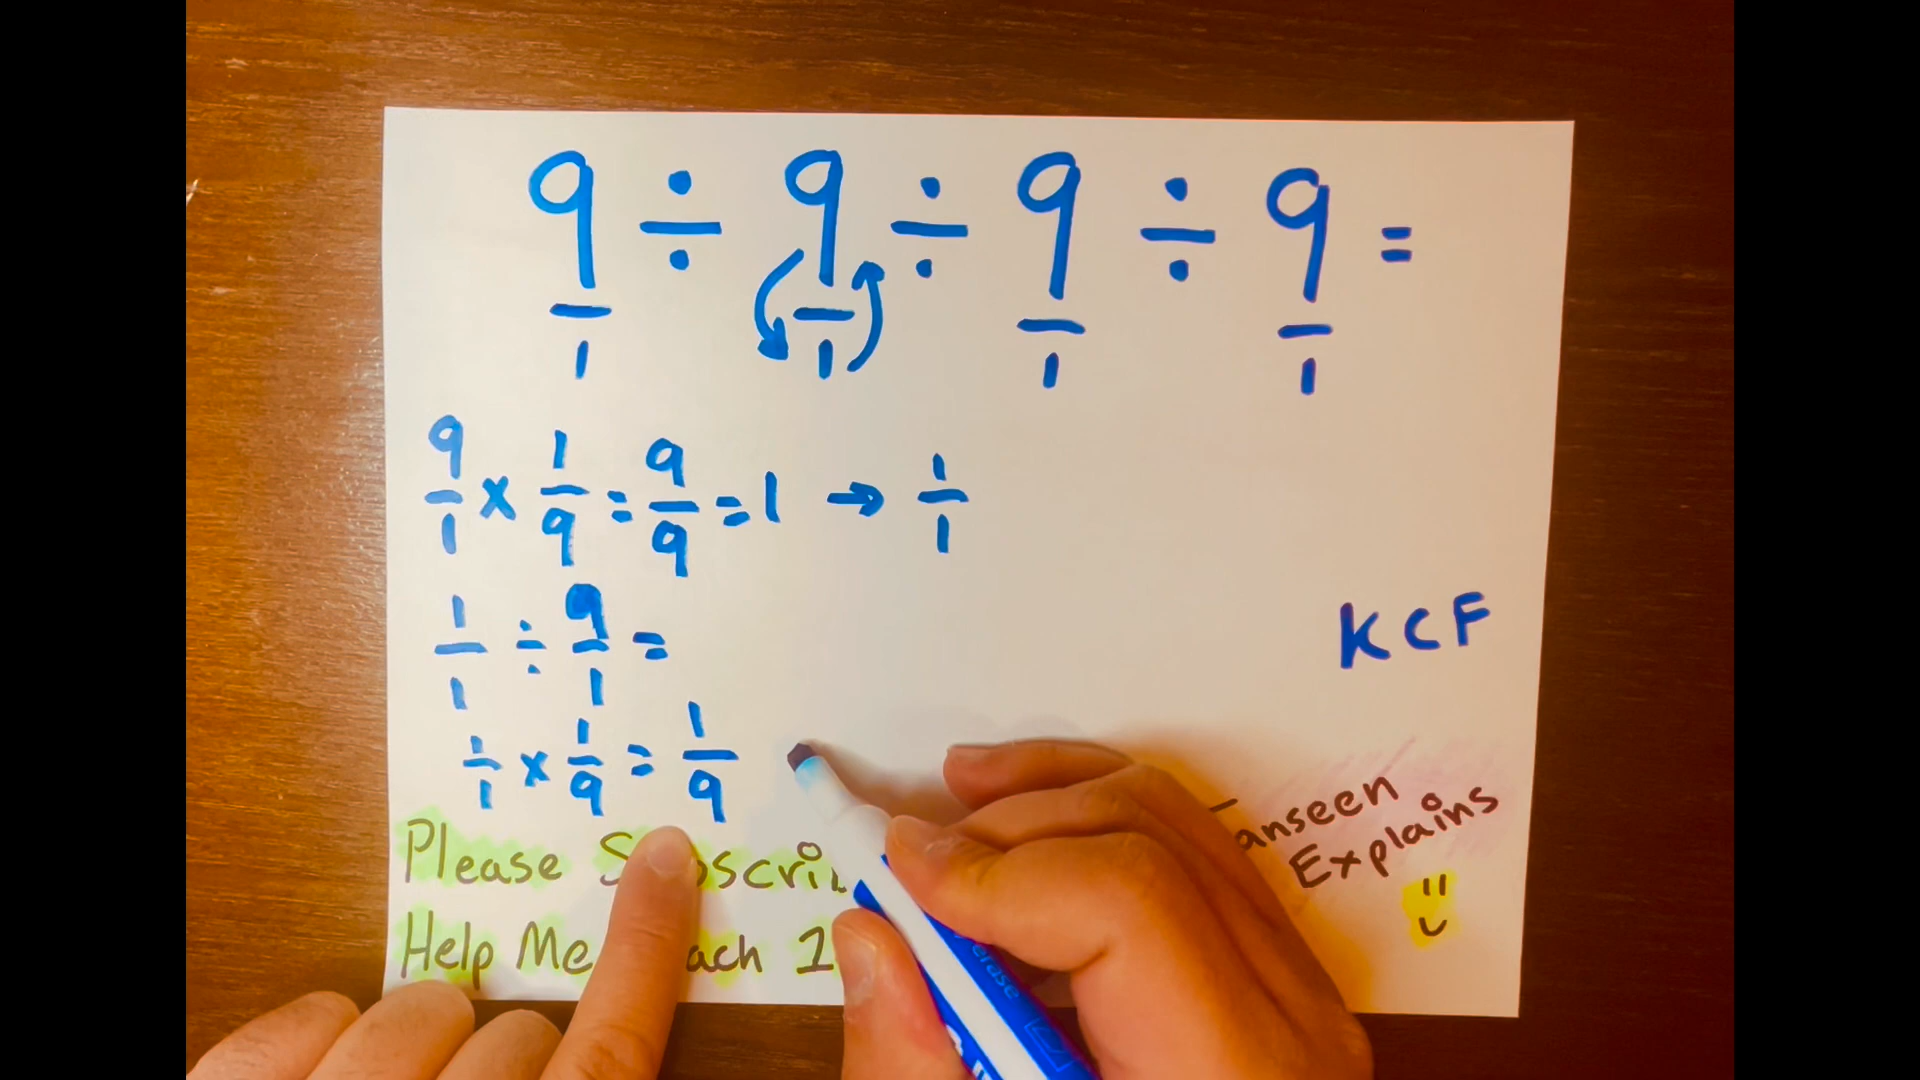 9/1 ÷ 9/1 ÷ 9/1 ÷ 9/1 =
9/1 × 1/9 = 9/9 = 1 → 1/1
1/1 ÷ 9/1 =
KCF
1/1 × 1/9 = 1/9
Please
Help Me
Explains
erase